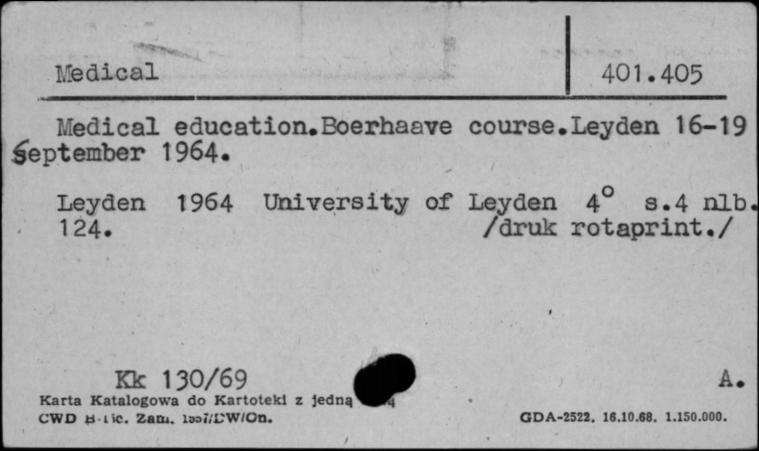 Medical 401.405
Medical education.Boerhaave course.Leyden 16-19
September 1964.
Leyden 1964 University of Leyden 4° s.4 nlb.
124. /druk rotaprint./
Kk 130/69 A.
Karta Katalogowa do Kartoteki z jedną
CWD Zam. GDA-2522. 16.10.68. 1.150.000.